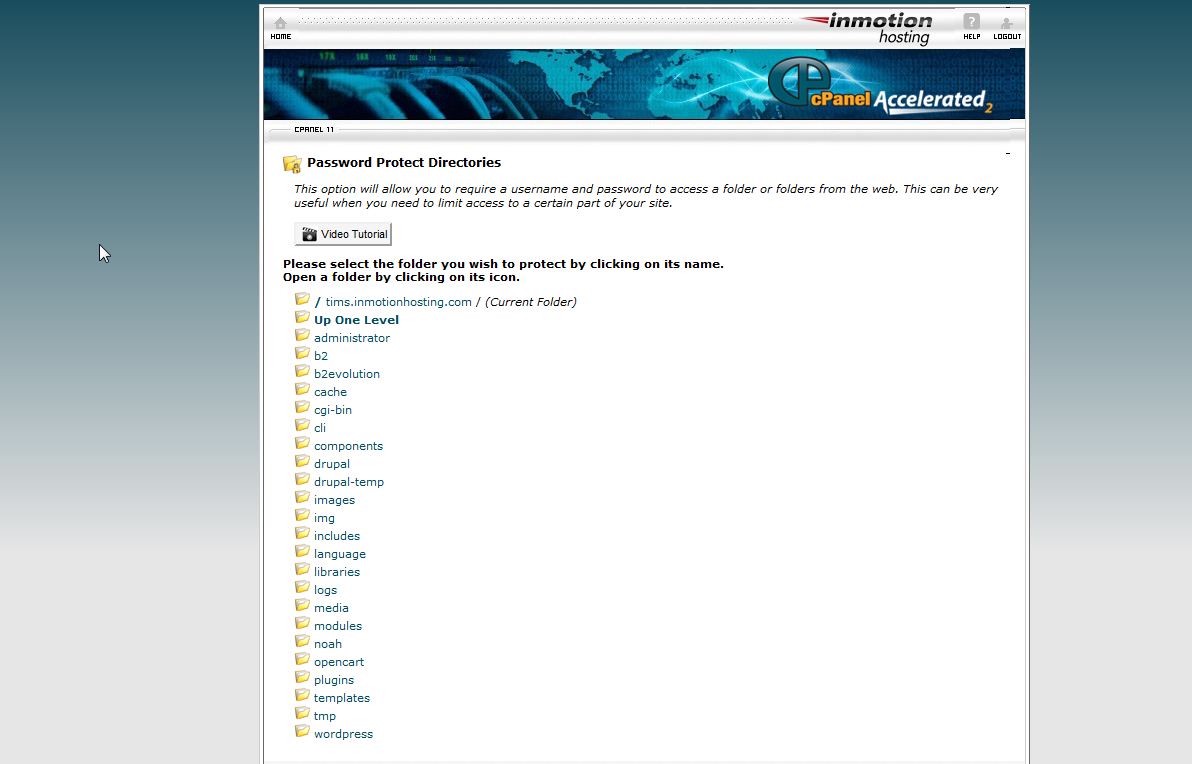 HOME
inmotion
hosting
HELP
LOGOUT
cPanel Accelerated2
CPANEL 11
Password Protect Directories
This option will allow you to require a username and password to access a folder or folders from the web. This can be very
useful when you need to limit access to a certain part of your site.
Video Tutorial
Please select the folder you wish to protect by clicking on its name.
Open a folder by clicking on its icon.
/ tims.inmotionhosting.com / (Current Folder)
Up One Level
administrator
b2
b2evolution
cache
cgi-bin
cli
components
drupal
drupal-temp
images
img
includes
language
libraries
logs
media
modules
noah
opencart
plugins
templates
tmp
wordpress